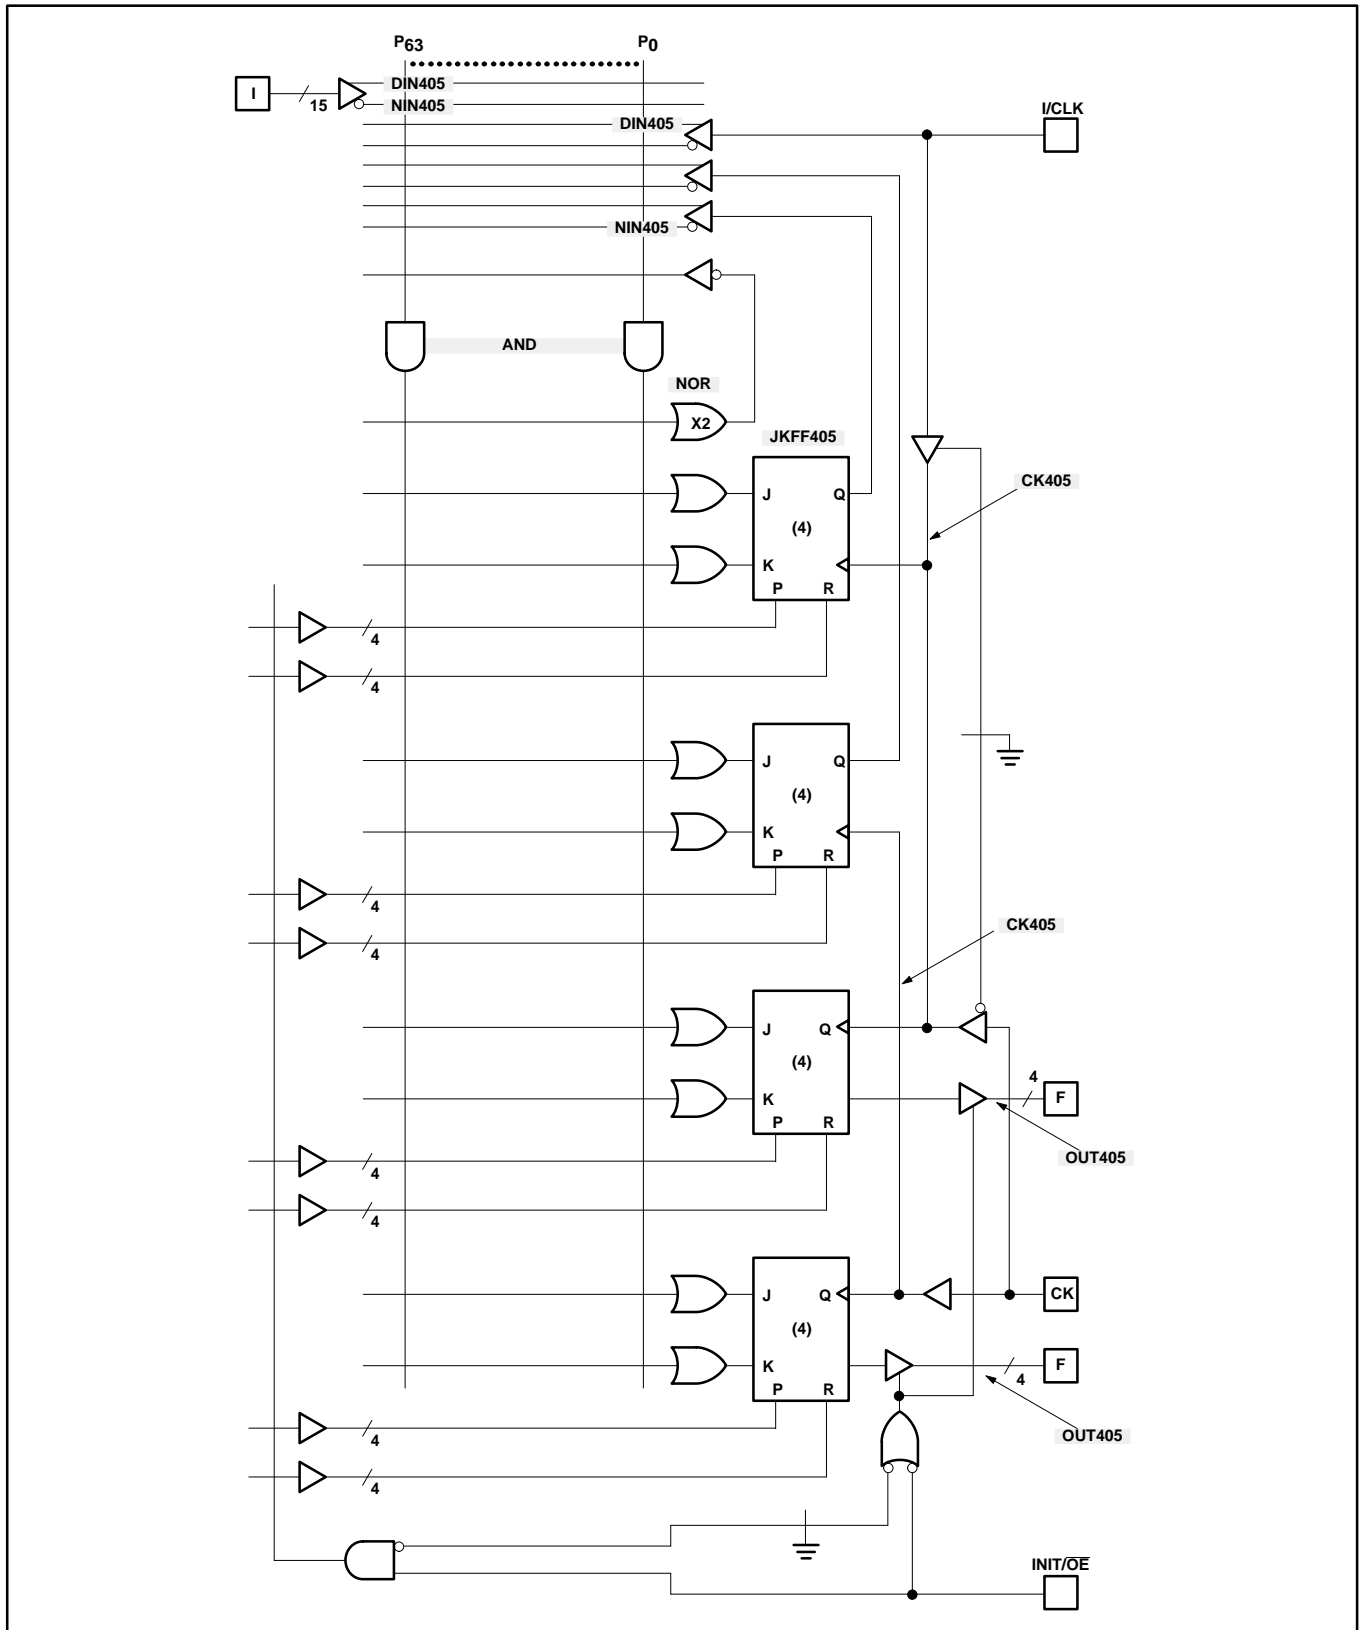 P63 P0
DIN405
I
15
NIN405
I/CLK
DIN405
NIN405
AND
NOR
X2
JKFF405
CK405
J Q
(4)
K
P R
4
4
J Q
(4)
K
P R
4
CK405
4
J Q
(4)
4
K F
P R
OUT405
4
4
J Q CK
(4)
K F
4
P R
4
OUT405
4
INIT/OE